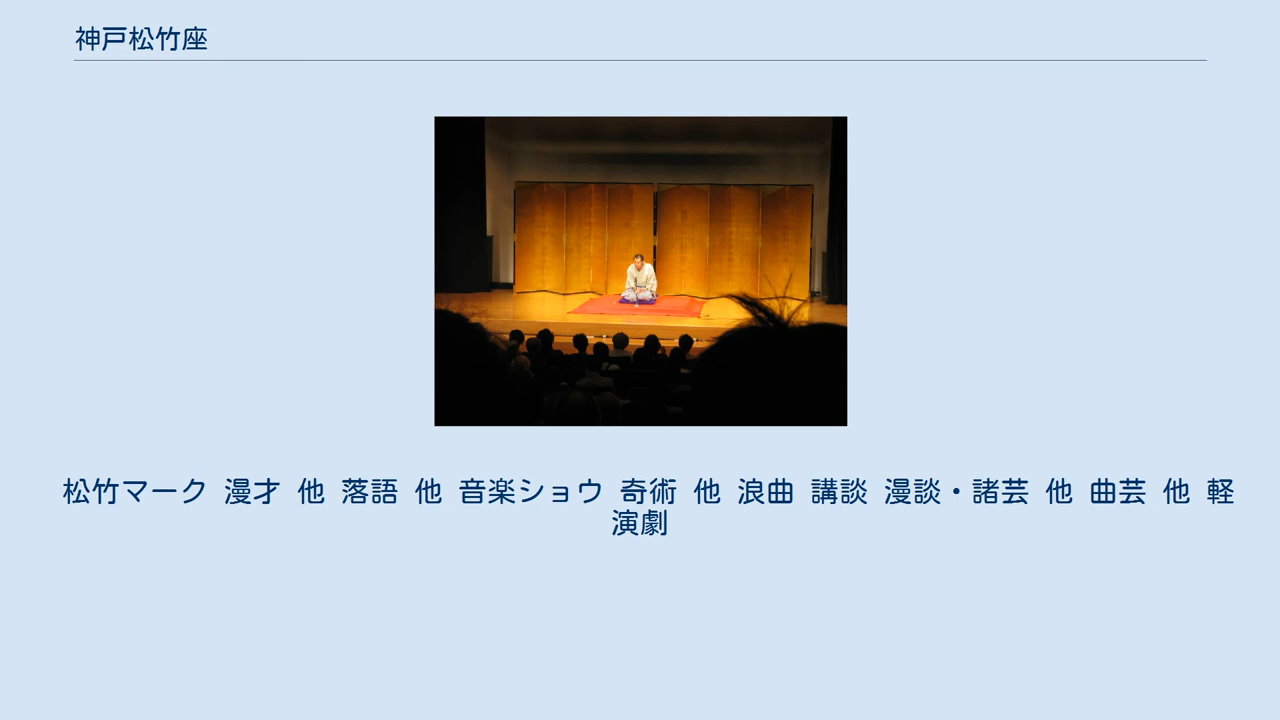 神戸松竹座
松竹マーク 漫才 他 落語 他 音楽ショウ 奇術 他 浪曲 講談 漫談・諸芸 他 曲芸 他 軽
演劇